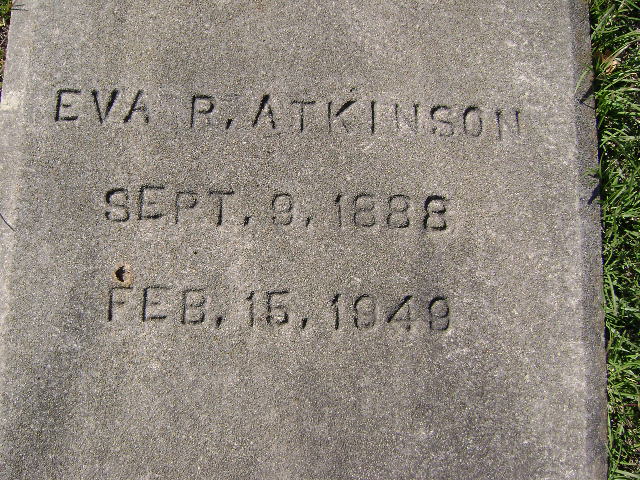 EVA R. ATKINSON
SEPT. 9, 1888
FEB. 15, 1949